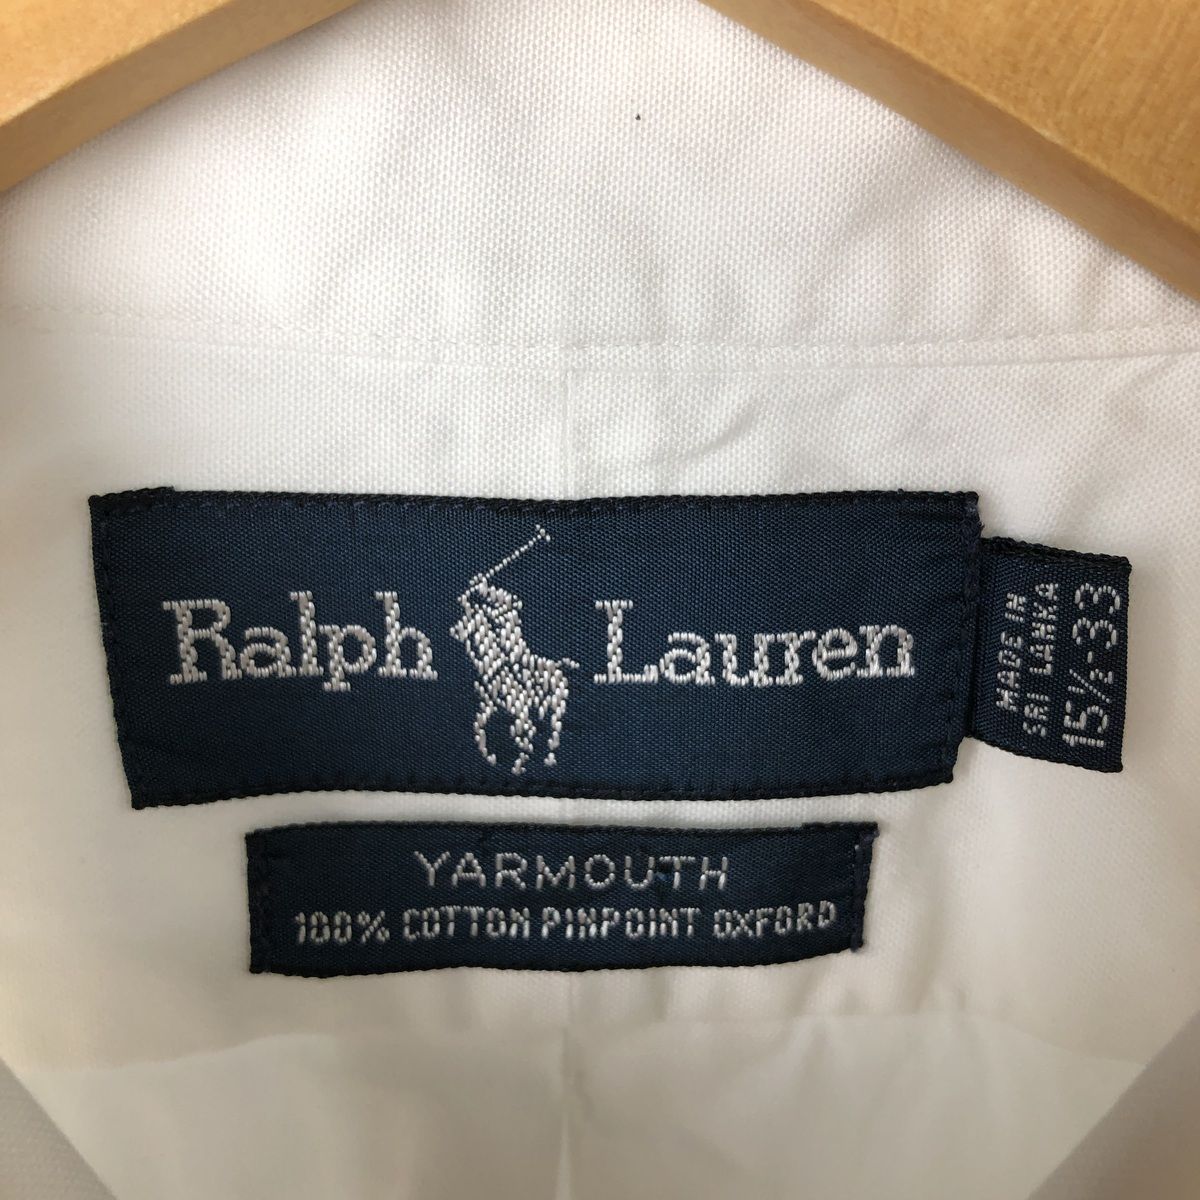 Ralph Lauren
MADE IN
SRI LANKA
15½-33
YARMOUTH
100% COTTON PINPOINT OXFORD